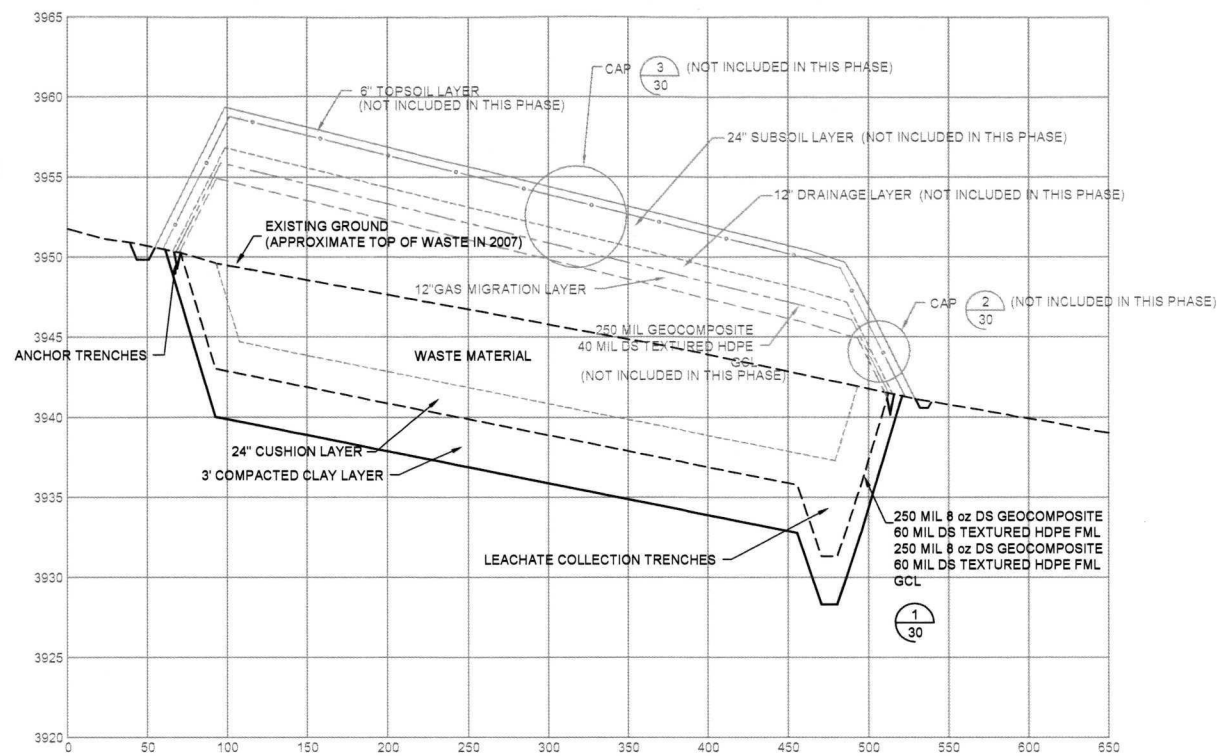 3965
3960
3955
3950
3945
3940
3935
3930
3925
3920
0 50 100 150 200 250 300 350 400 450 500 550 600 650
CAP 3 (NOT INCLUDED IN THIS PHASE)
30
6" TOPSOIL LAYER
(NOT INCLUDED IN THIS PHASE)
24" SUBSOIL LAYER (NOT INCLUDED IN THIS PHASE)
12" DRAINAGE LAYER (NOT INCLUDED IN THIS PHASE)
EXISTING GROUND
(APPROXIMATE TOP OF WASTE IN 2007)
12"GAS MIGRATION LAYER
CAP 2 (NOT INCLUDED IN THIS PHASE)
30
250 MIL GEOCOMPOSITE
40 MIL DS TEXTURED HDPE
GCL
(NOT INCLUDED IN THIS PHASE)
ANCHOR TRENCHES
WASTE MATERIAL
24" CUSHION LAYER
3' COMPACTED CLAY LAYER
LEACHATE COLLECTION TRENCHES
250 MIL 8 oz DS GEOCOMPOSITE
60 MIL DS TEXTURED HDPE FML
250 MIL 8 oz DS GEOCOMPOSITE
60 MIL DS TEXTURED HDPE FML
GCL
1
30